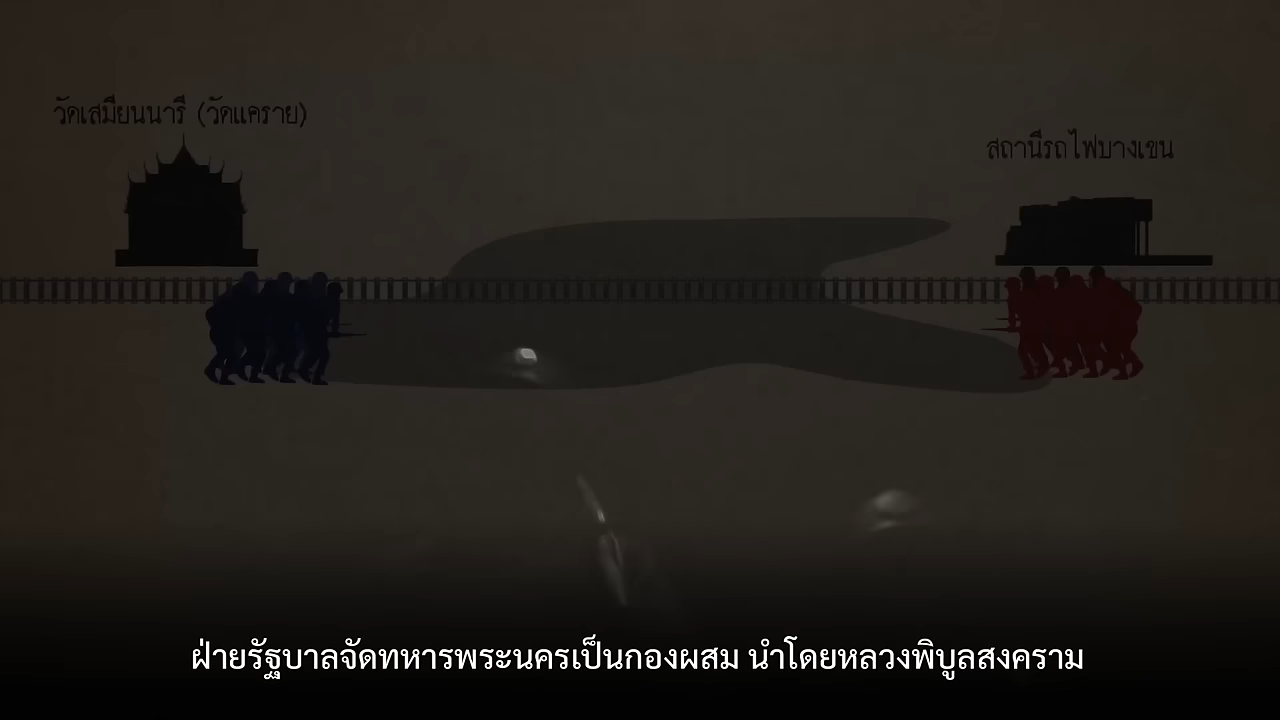 วัดเสมียนนารี (วัดแคราย)
สถานีรถไฟบางเขน
ฝ่ายรัฐบาลจัดทหารพระนครเป็นกองผสม นำโดยหลวงพิบูลสงคราม